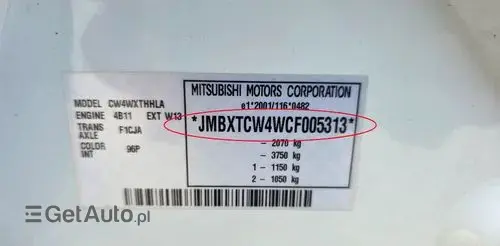 MITSUBISHI MOTORS CORPORATION
e1*2001/116*0482
*JMBXTCW4WCF005313*
MODEL CW4WXTHHLA
ENGINE 4B11 EXT W13
TRANS AXLE F1CJA
COLOR INT 96P
— 2070 kg
— 3750 kg
1 — 1150 kg
2 — 1050 kg
GetAuto.pl